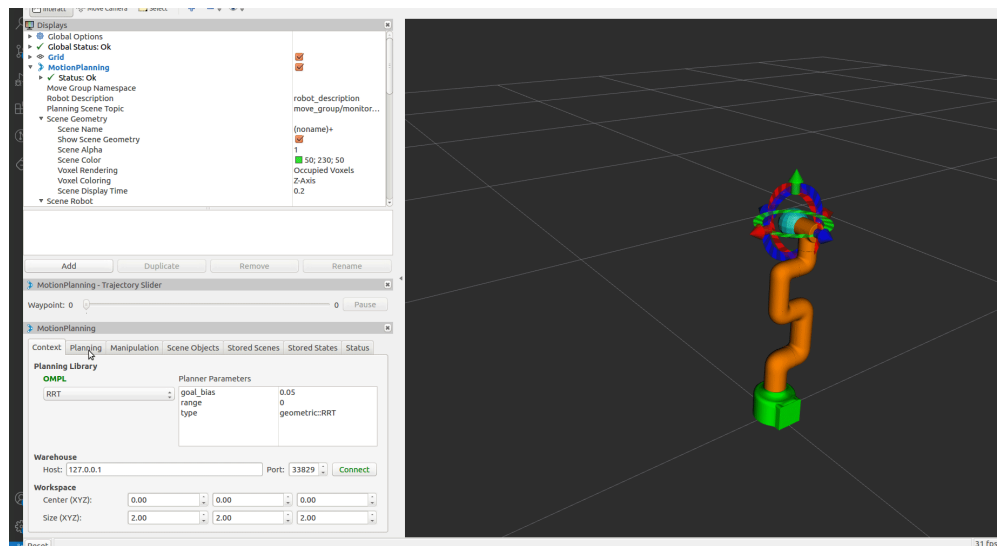 Interact Move Camera Select
Displays
Global Options
Global Status: Ok
Grid
MotionPlanning
Status: Ok
Move Group Namespace
Robot Description robot_description
Planning Scene Topic move_group/monitor...
Scene Geometry
Scene Name (noname)+
Show Scene Geometry
Scene Alpha 1
Scene Color 50; 230; 50
Voxel Rendering Occupied Voxels
Voxel Coloring Z-Axis
Scene Display Time 0.2
Scene Robot
Add Duplicate Remove Rename
MotionPlanning - Trajectory Slider
Waypoint: 0 0 Pause
MotionPlanning
Context Planning Manipulation Scene Objects Stored Scenes Stored States Status
Planning Library
OMPL Planner Parameters
RRT goal_bias 0.05
range 0
type geometric::RRT
Warehouse
Host: 127.0.0.1 Port: 33829 Connect
Workspace
Center (XYZ): 0.00 0.00 0.00
Size (XYZ): 2.00 2.00 2.00
Reset 31 fps